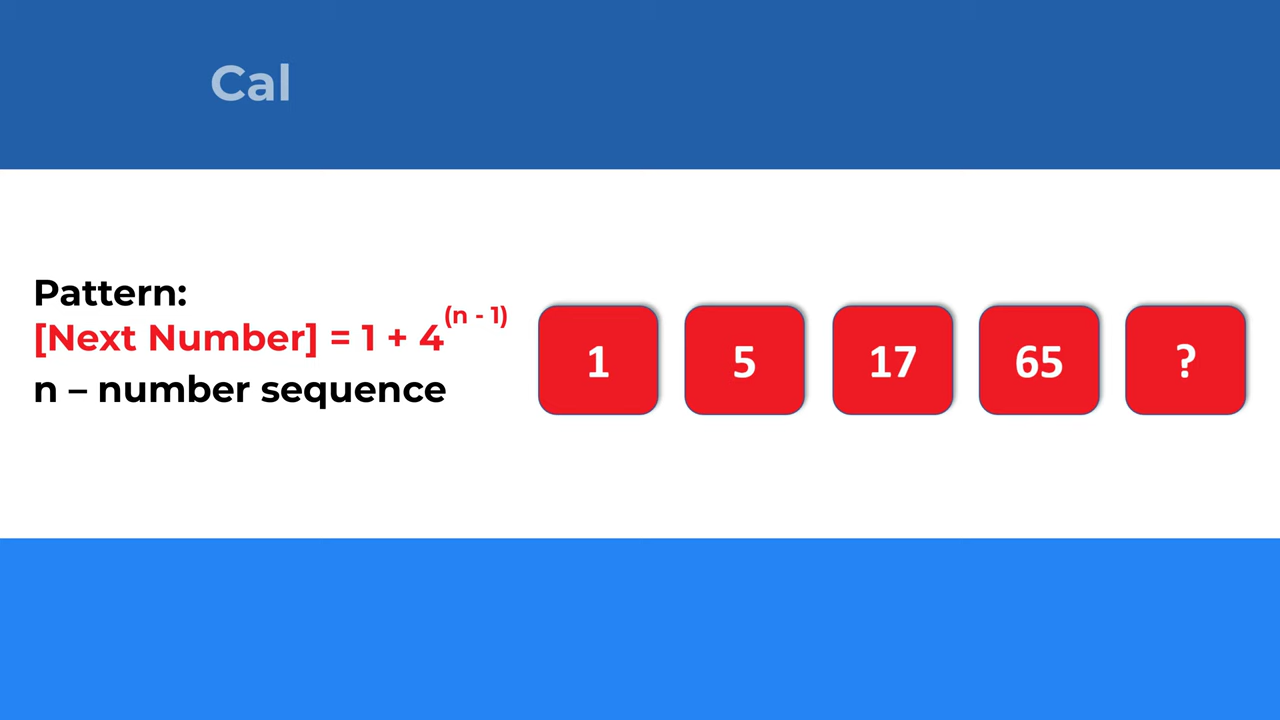 Cal
Pattern:
[Next Number] = 1 + 4^(n - 1)
n – number sequence
1 5 17 65 ?